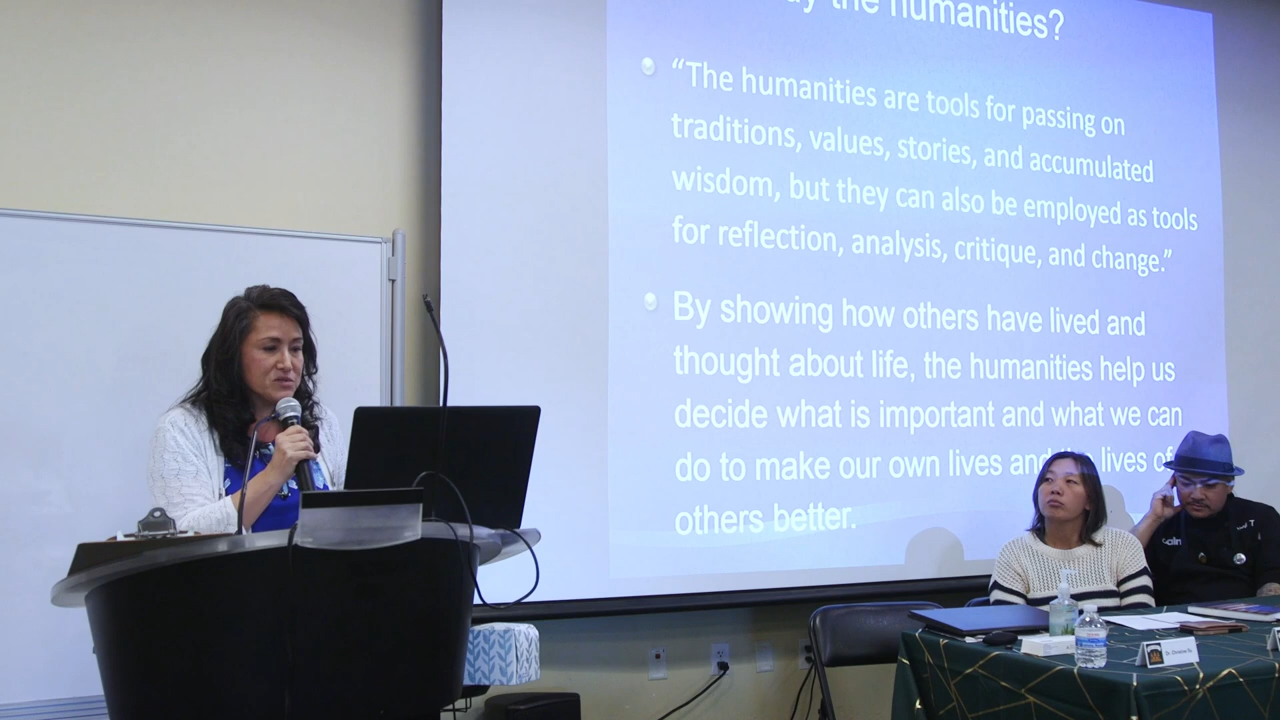 the humanities?
“The humanities are tools for passing on
traditions, values, stories, and accumulated
wisdom, but they can also be employed as tools
for reflection, analysis, critique, and change.”
By showing how others have lived and
thought about life, the humanities help us
decide what is important and what we can
do to make our own lives and the lives of
others better.